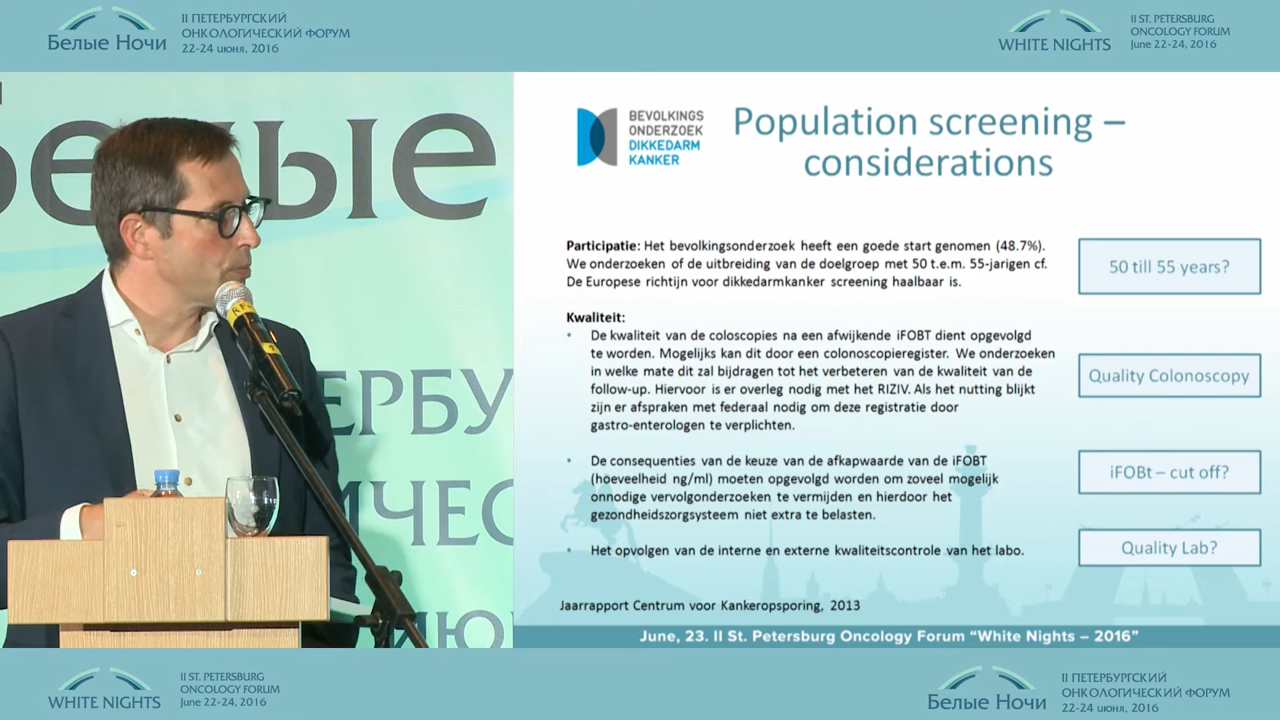 Белые Ночи
II ПЕТЕРБУРГСКИЙ
ОНКОЛОГИЧЕСКИЙ ФОРУМ
22-24 июня, 2016
WHITE NIGHTS
II ST. PETERSBURG
ONCOLOGY FORUM
June 22-24, 2016
Белые
ЕРБУ
ИЧЕС
ИЮ
BEVOLKINGS
ONDERZOEK
DIKKEDARM
KANKER
Population screening –
considerations
Participatie: Het bevolkingsonderzoek heeft een goede start genomen (48.7%).
We onderzoeken of de uitbreiding van de doelgroep met 50 t.e.m. 55-jarigen cf.
De Europese richtijn voor dikkedarmkanker screening haalbaar is.
50 till 55 years?
Kwaliteit:
• De kwaliteit van de coloscopies na een afwijkende iFOBT dient opgevolgd
te worden. Mogelijks kan dit door een colonoscopieregister. We onderzoeken
in welke mate dit zal bijdragen tot het verbeteren van de kwaliteit van de
follow-up. Hiervoor is er overleg nodig met het RIZIV. Als het nutting blijkt
zijn er afspraken met federaal nodig om deze registratie door
gastro-enterologen te verplichten.
Quality Colonoscopy
• De consequenties van de keuze van de afkapwaarde van de iFOBT
(hoeveelheid ng/ml) moeten opgevolgd worden om zoveel mogelijk
onnodige vervolgonderzoeken te vermijden en hierdoor het
gezondheidszorgsysteem niet extra te belasten.
iFOBt – cut off?
• Het opvolgen van de interne en externe kwaliteitscontrole van het labo.
Quality Lab?
Jaarrapport Centrum voor Kankeropsporing, 2013
June, 23. II St. Petersburg Oncology Forum “White Nights – 2016”
WHITE NIGHTS
II ST. PETERSBURG
ONCOLOGY FORUM
June 22-24, 2016
Белые Ночи
II ПЕТЕРБУРГСКИЙ
ОНКОЛОГИЧЕСКИЙ ФОРУМ
22-24 июня, 2016